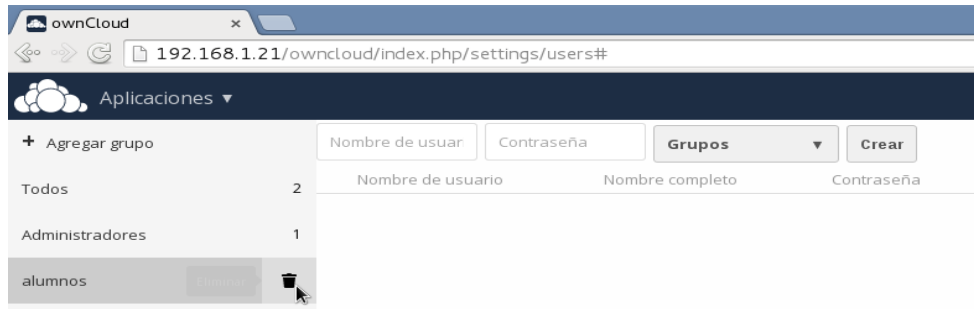 ownCloud ×
192.168.1.21/owncloud/index.php/settings/users#
Aplicaciones ▼
+ Agregar grupo
Nombre de usuar Contraseña Grupos ▼ Crear
Todos 2
Nombre de usuario Nombre completo Contraseña
Administradores 1
alumnos